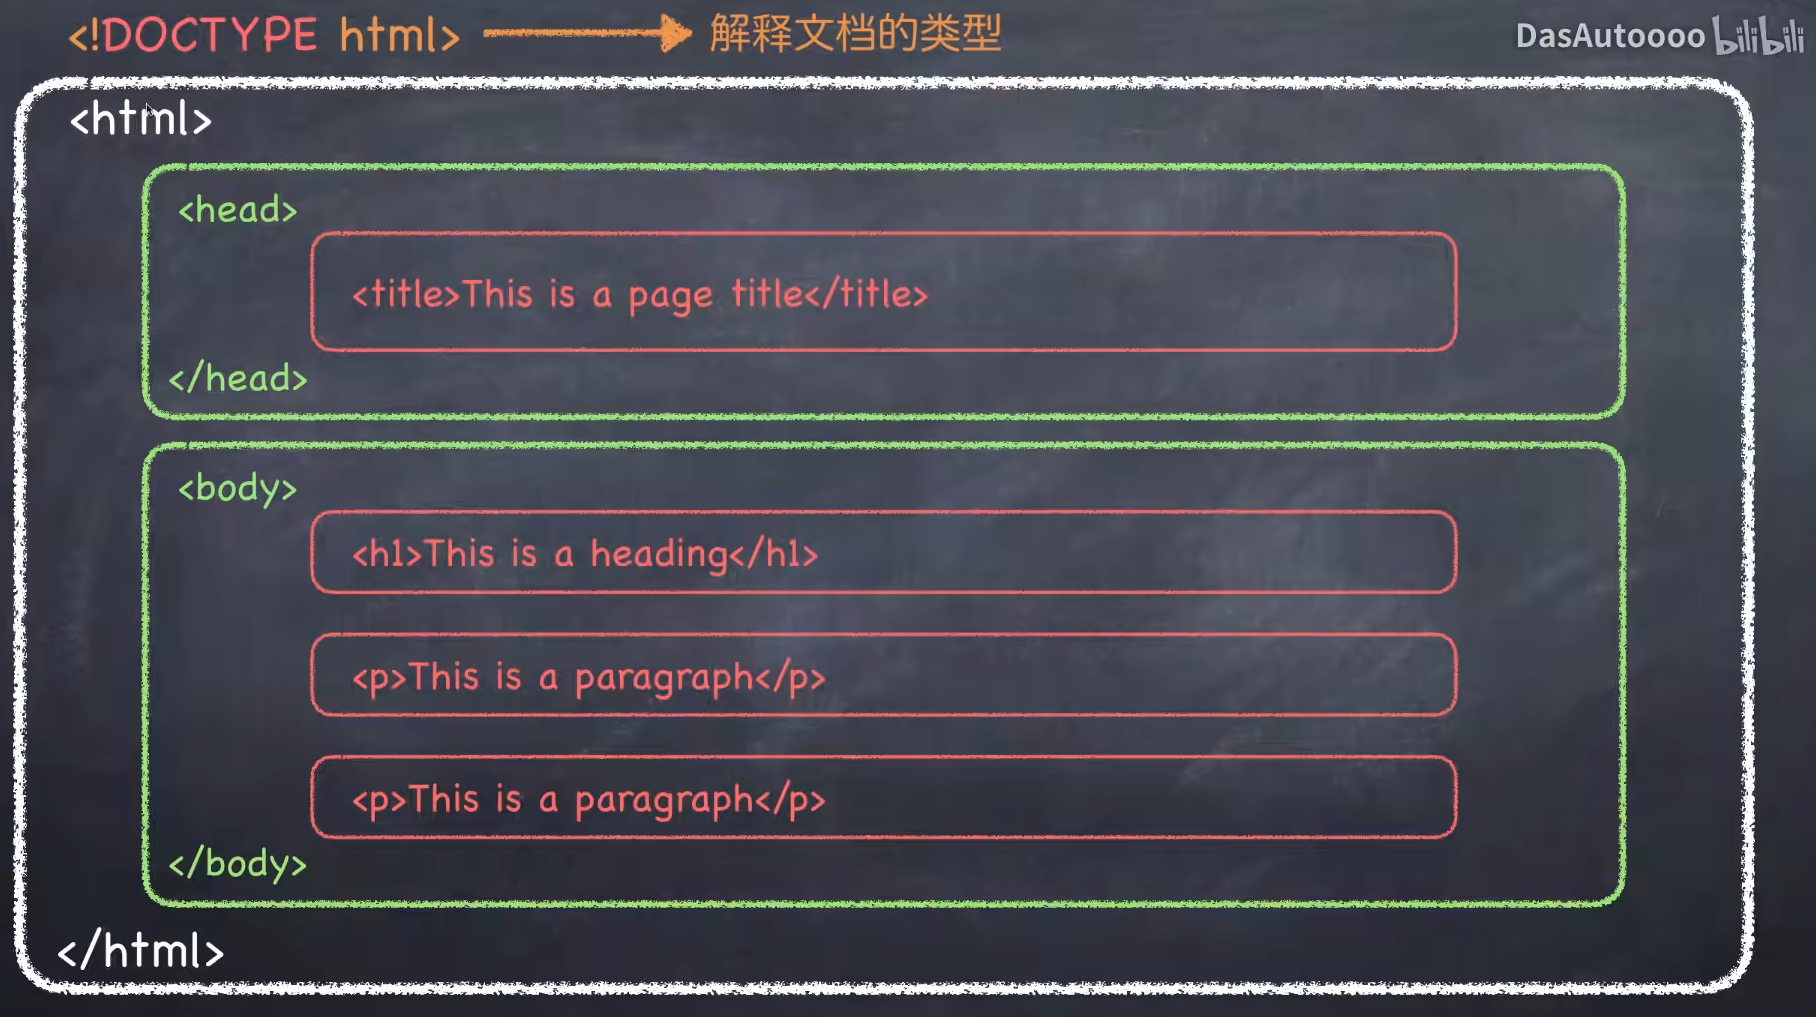 <!DOCTYPE html> 解释文档的类型
DasAutoooo bilibili
<html>
<head>
<title>This is a page title</title>
</head>
<body>
<h1>This is a heading</h1>
<p>This is a paragraph</p>
<p>This is a paragraph</p>
</body>
</html>